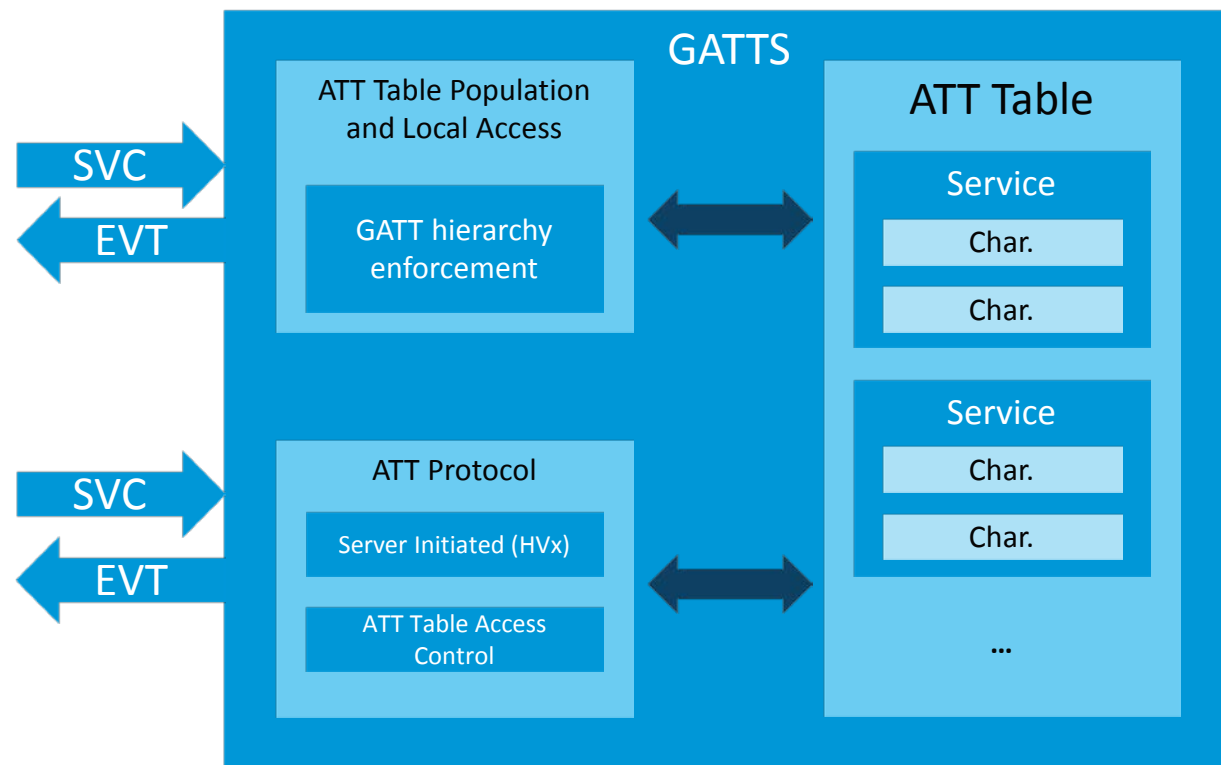 GATTS
SVC
EVT
ATT Table Population
and Local Access
GATT hierarchy
enforcement
SVC
EVT
ATT Protocol
Server Initiated (HVx)
ATT Table Access
Control
ATT Table
Service
Char.
Char.
Service
Char.
Char.
...